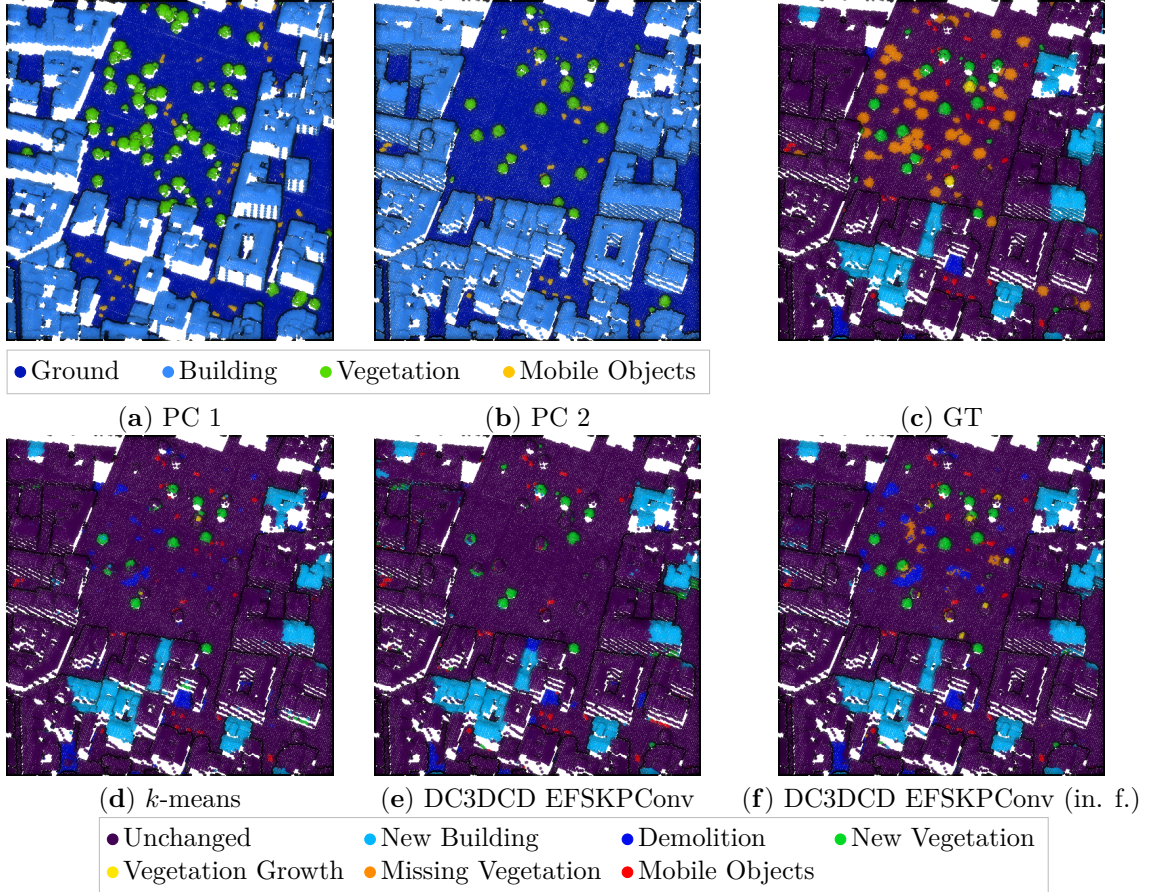 Ground Building Vegetation Mobile Objects
(a) PC 1 (b) PC 2 (c) GT
(d) k-means (e) DC3DCD EFSKPConv (f) DC3DCD EFSKPConv (in. f.)
Unchanged New Building Demolition New Vegetation
Vegetation Growth Missing Vegetation Mobile Objects